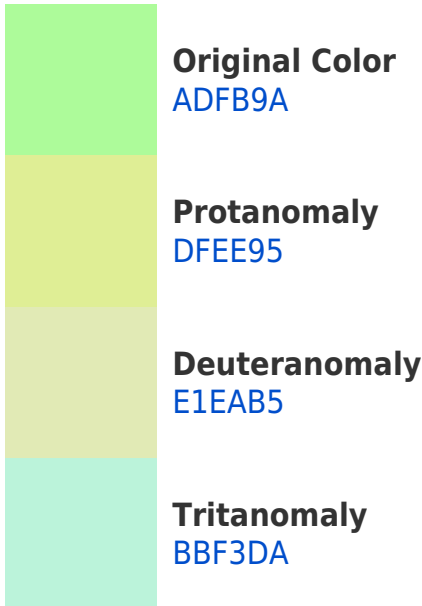 Original Color
ADFB9A
Protanomaly
DFEE95
Deuteranomaly
E1EAB5
Tritanomaly
BBF3DA